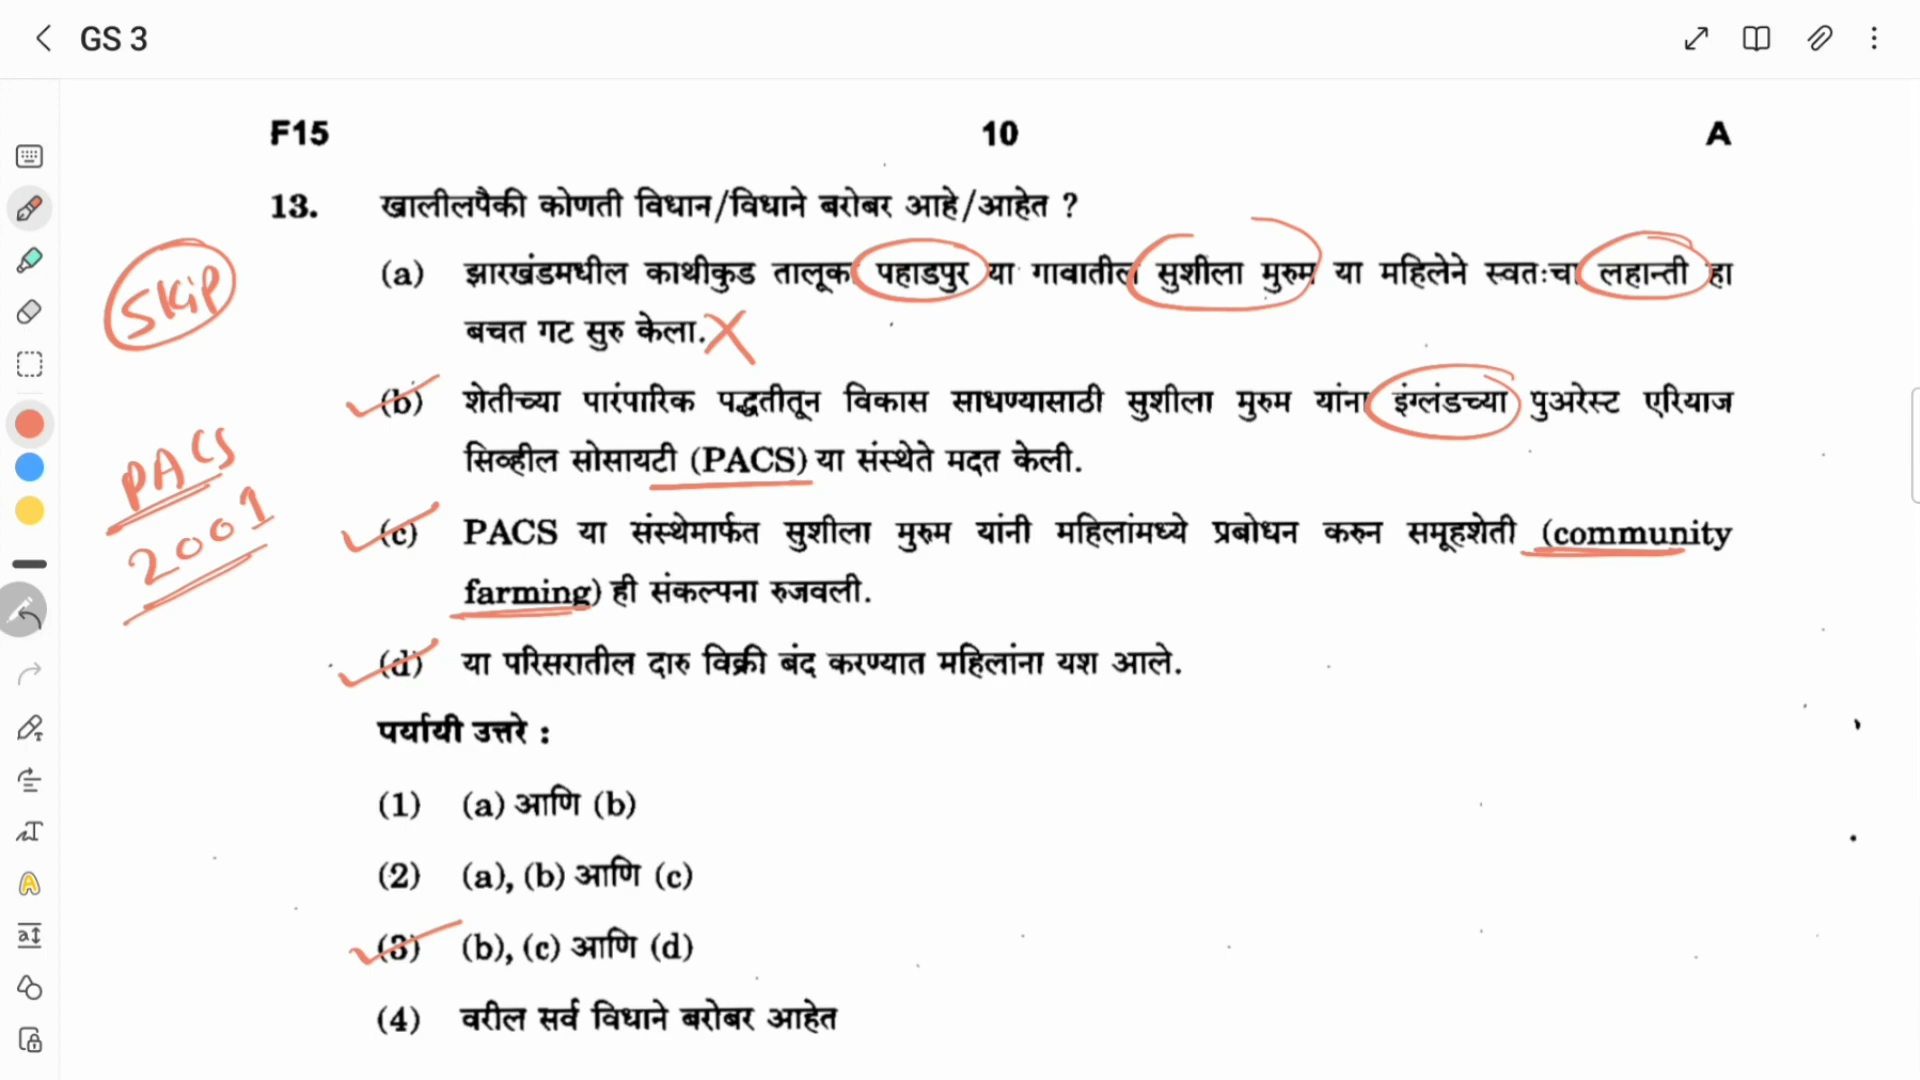 GS 3
F15 10 A
13. खालीलपैकी कोणती विधान/विधाने बरोबर आहे/आहेत ?
(a) झारखंडमधील काथीकुड तालूका पहाडपुर या गावातील सुशीला मुरुम या महिलेने स्वतःचा लहान्ती हा
बचत गट सुरु केला. X
SKIP
(b) शेतीच्या पारंपारिक पद्धतीतून विकास साधण्यासाठी सुशीला मुरुम यांना इंग्लंडच्या पुअरेस्ट एरियाज
सिव्हील सोसायटी (PACS) या संस्थेते मदत केली.
PACS
2001
(c) PACS या संस्थेमार्फत सुशीला मुरुम यांनी महिलांमध्ये प्रबोधन करुन समूहशेती (community
farming) ही संकल्पना रुजवली.
(d) या परिसरातील दारु विक्री बंद करण्यात महिलांना यश आले.
पर्यायी उत्तरे :
(1) (a) आणि (b)
(2) (a), (b) आणि (c)
(3) (b), (c) आणि (d)
(4) वरील सर्व विधाने बरोबर आहेत